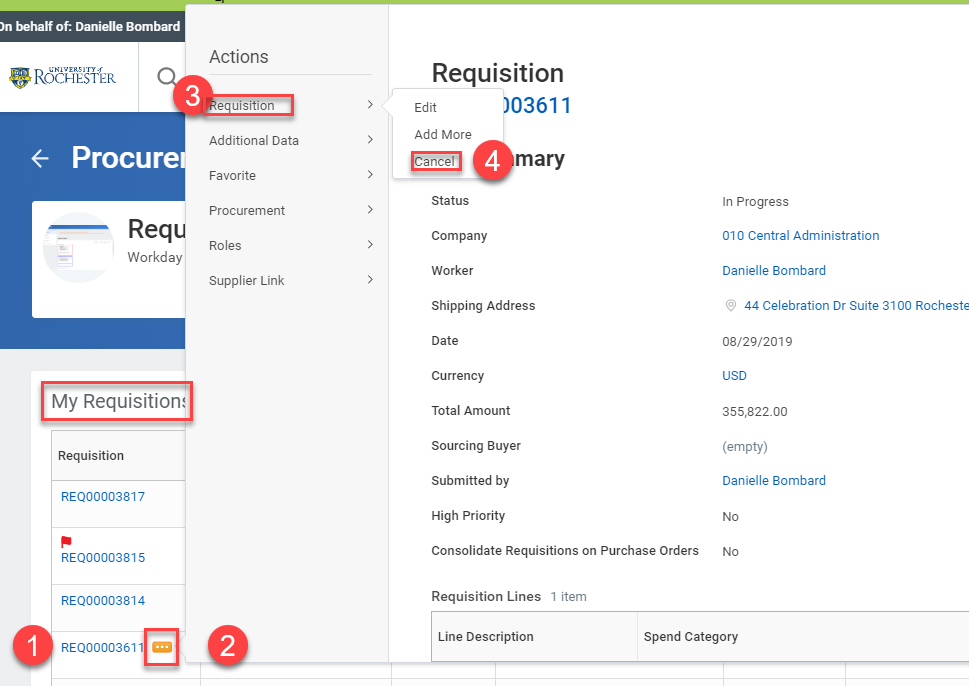 On behalf of: Danielle Bombard
UNIVERSITY of
ROCHESTER
Procurer
Requ
Workday
My Requisitions
Requisition
REQ00003817
REQ00003815
REQ00003814
1
REQ00003611
2
Actions
3
Requisition
Additional Data
Favorite
Procurement
Roles
Supplier Link
Edit
Add More
Cancel
4
Requisition
003611
mary
Status In Progress
Company 010 Central Administration
Worker Danielle Bombard
Shipping Address 44 Celebration Dr Suite 3100 Rocheste
Date 08/29/2019
Currency USD
Total Amount 355,822.00
Sourcing Buyer (empty)
Submitted by Danielle Bombard
High Priority No
Consolidate Requisitions on Purchase Orders No
Requisition Lines 1 item
Line Description Spend Category